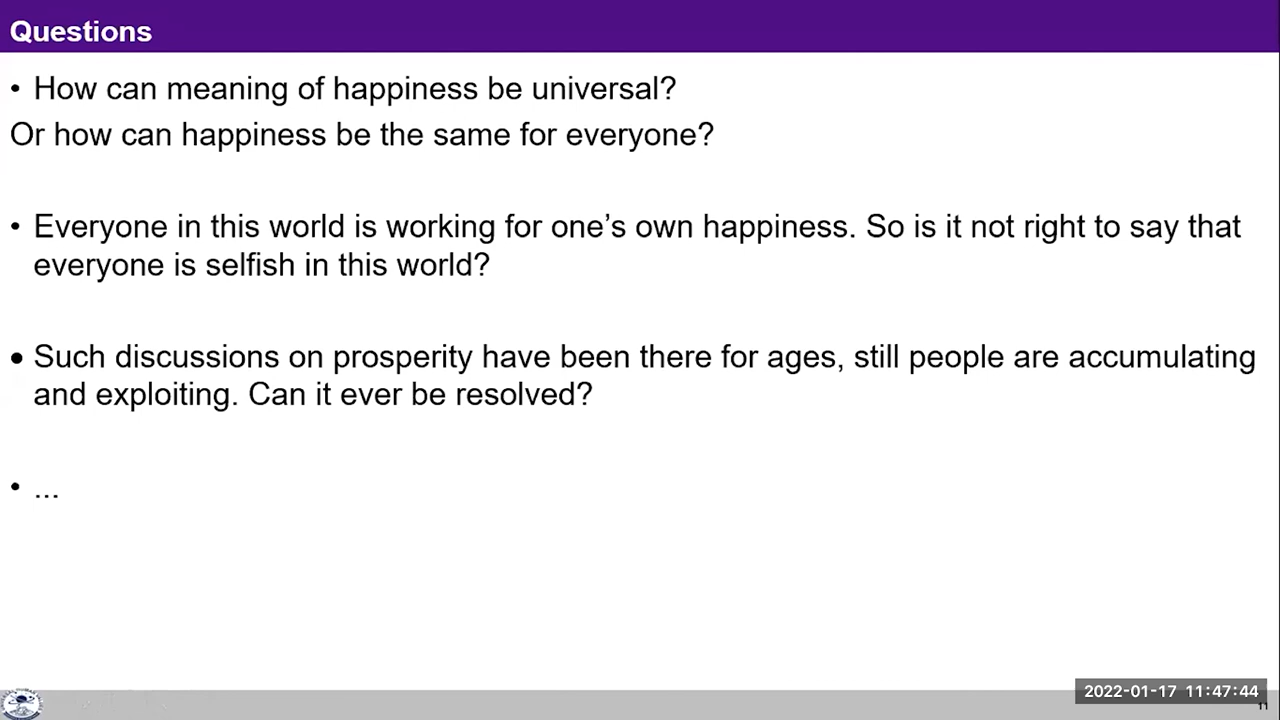 Questions
• How can meaning of happiness be universal?
Or how can happiness be the same for everyone?
• Everyone in this world is working for one’s own happiness. So is it not right to say that
everyone is selfish in this world?
• Such discussions on prosperity have been there for ages, still people are accumulating
and exploiting. Can it ever be resolved?
• ...
2022-01-17 11:47:44
11